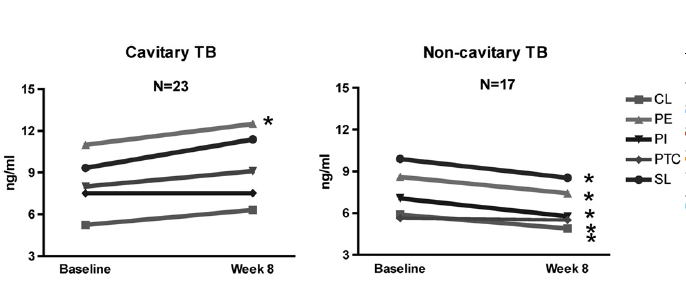 Cavitary TB
N=23
15
12
9
6
3
ng/ml
Baseline Week 8
*
Non-cavitary TB
N=17
15
12
9
6
3
ng/ml
Baseline Week 8
*
*
*
*
*
CL
PE
PI
PTC
SL